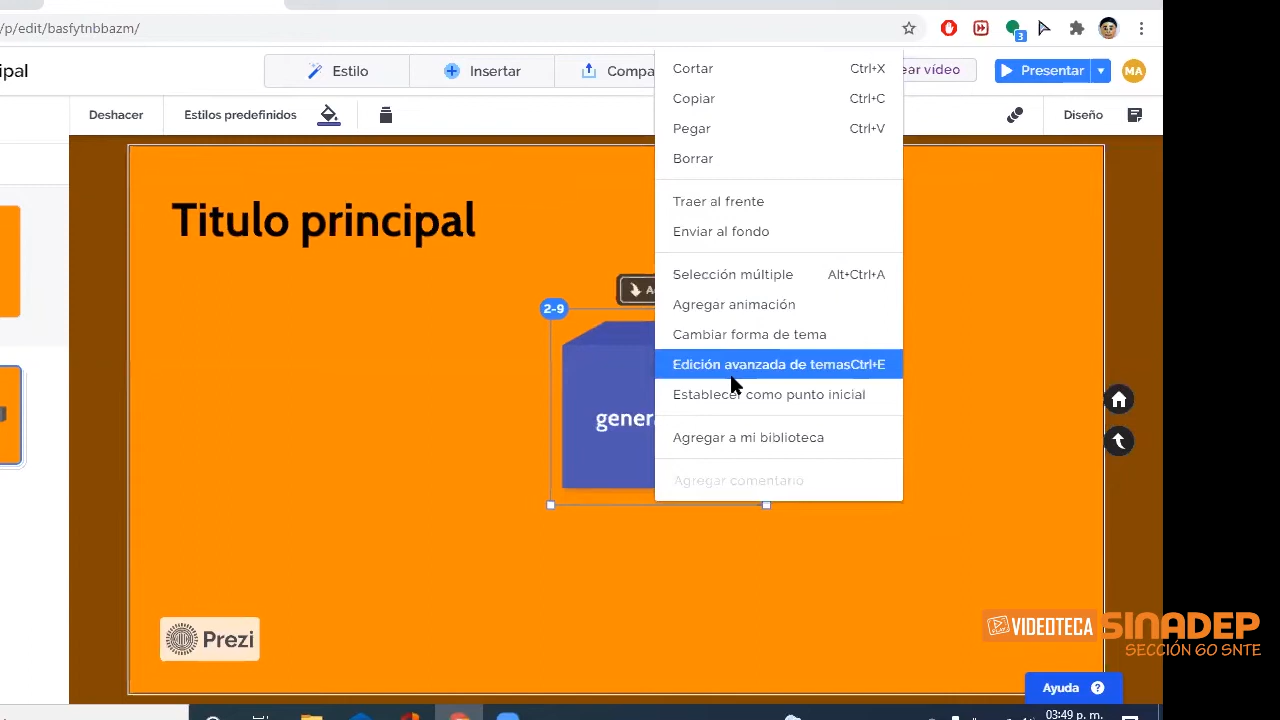 /p/edit/basfytnbbazm/
3
ipal
Estilo
Insertar
Compa
ear vídeo
Presentar
MA
Deshacer
Estilos predefinidos
Diseño
Cortar Ctrl+X
Copiar Ctrl+C
Pegar Ctrl+V
Borrar
Traer al frente
Enviar al fondo
Selección múltiple Alt+Ctrl+A
Agregar animación
Cambiar forma de tema
Edición avanzada de temasCtrl+E
Establecer como punto inicial
Agregar a mi biblioteca
Agregar comentario
Titulo principal
A
2-9
genera
Prezi
VIDEOTECA
SINADEP
SECCIÓN 60 SNTE
Ayuda ?
03:49 p. m.